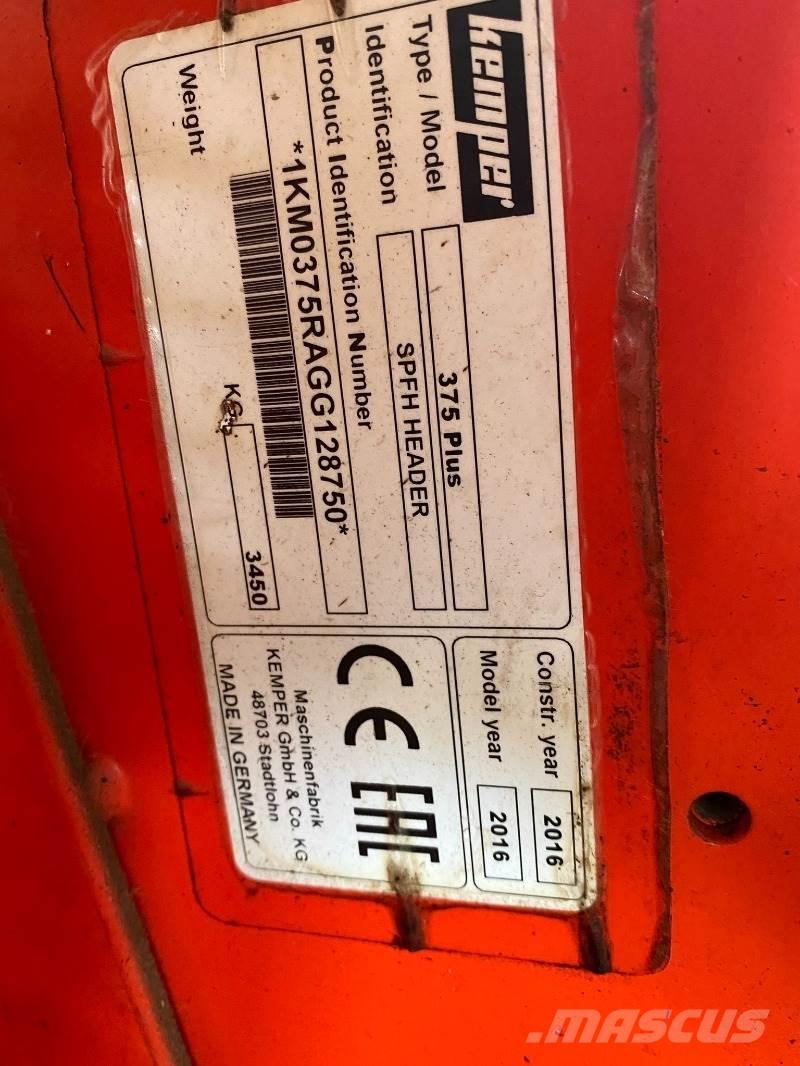 kemper
Type / Model 375 Plus
Identification SPFH HEADER
Product Identification Number
*1KM0375RAGG128750*
Weight KG 3450
Constr. year 2016
Model year 2016
CE EAC
Maschinenfabrik
KEMPER GmbH & Co. KG
48703 Stadtlohn
MADE IN GERMANY
.MASCUS